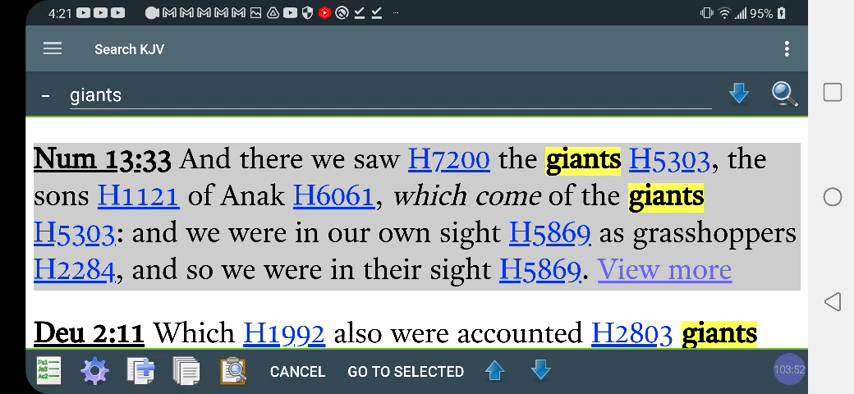 4:21 95%
Search KJV
- giants
Num 13:33 And there we saw H7200 the giants H5303, the
sons H1121 of Anak H6061, which come of the giants
H5303: and we were in our own sight H5869 as grasshoppers
H2284, and so we were in their sight H5869. View more
Deu 2:11 Which H1992 also were accounted H2803 giants
CANCEL GO TO SELECTED 103:52